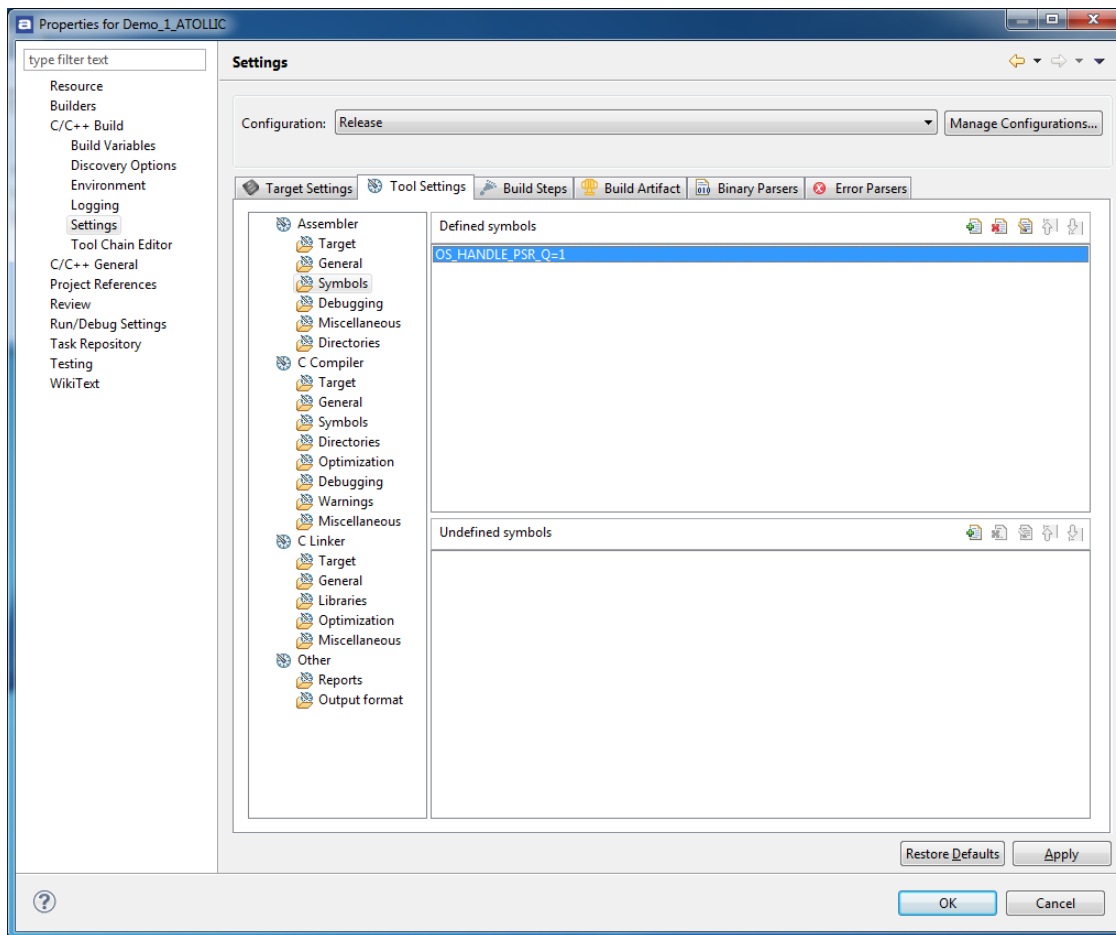 Properties for Demo_1_ATOLLIC
type filter text
Resource
Builders
C/C++ Build
Build Variables
Discovery Options
Environment
Logging
Settings
Tool Chain Editor
C/C++ General
Project References
Review
Run/Debug Settings
Task Repository
Testing
WikiText
Settings
Configuration: Release
Manage Configurations...
Target Settings
Tool Settings
Build Steps
Build Artifact
Binary Parsers
Error Parsers
Assembler
Target
General
Symbols
Debugging
Miscellaneous
Directories
C Compiler
Target
General
Symbols
Directories
Optimization
Debugging
Warnings
Miscellaneous
C Linker
Target
General
Libraries
Optimization
Miscellaneous
Other
Reports
Output format
Defined symbols
OS_HANDLE_PSR_Q=1
Undefined symbols
Restore Defaults
Apply
OK
Cancel